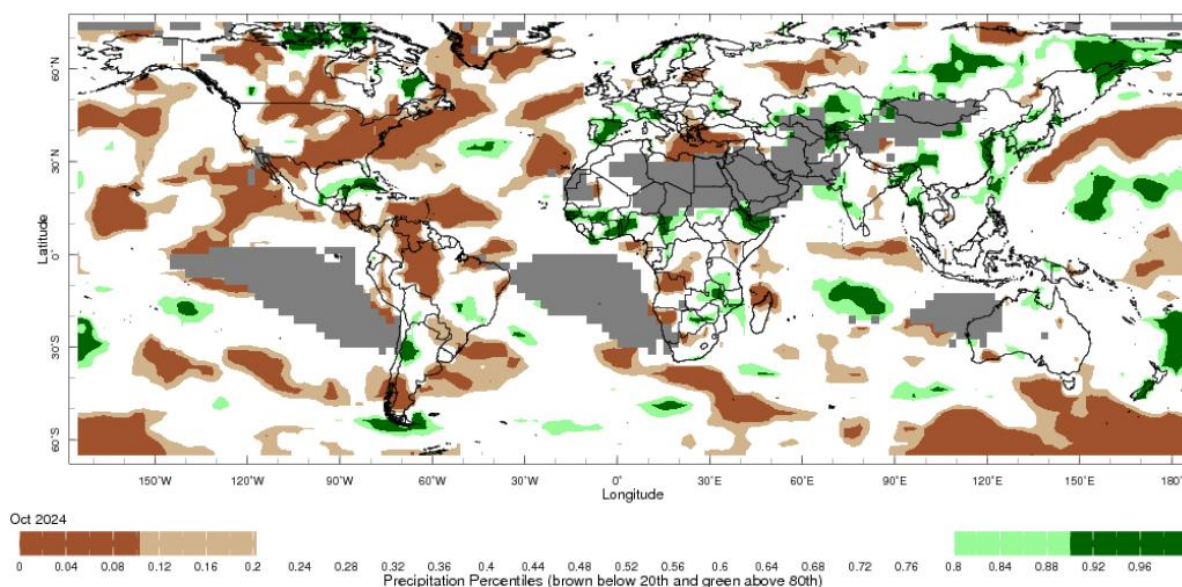 60°N
30°N
0°
30°S
60°S
Latitude
150°W 120°W 90°W 60°W 30°W 0° 30°E 60°E 90°E 120°E 150°E 180°
Longitude
Oct 2024
0 0.04 0.08 0.12 0.16 0.2 0.24 0.28 0.32 0.36 0.4 0.44 0.48 0.52 0.56 0.6 0.64 0.68 0.72 0.76 0.8 0.84 0.88 0.92 0.96
Precipitation Percentiles (brown below 20th and green above 80th)